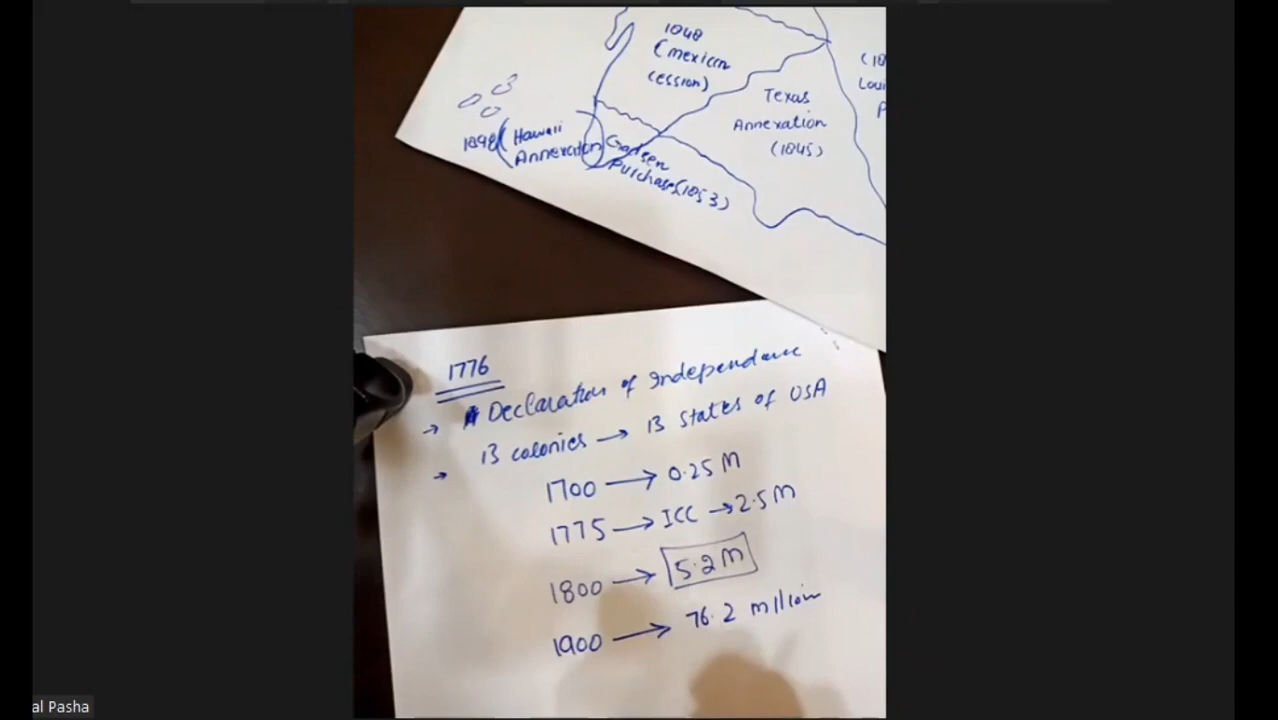 1848
(Mexican
Cession)
(18
Loui
P
Texas
Annexation
(1845)
1898 (Hawaii
Annexation
Gadsen
Purchase(1853)
1776
→ Declaration of Independence
→ 13 colonies → 13 states of USA
1700 → 0.25 M
1775 → ICC → 2.5 M
1800 → 5.2 M
1900 → 76.2 million
al Pasha